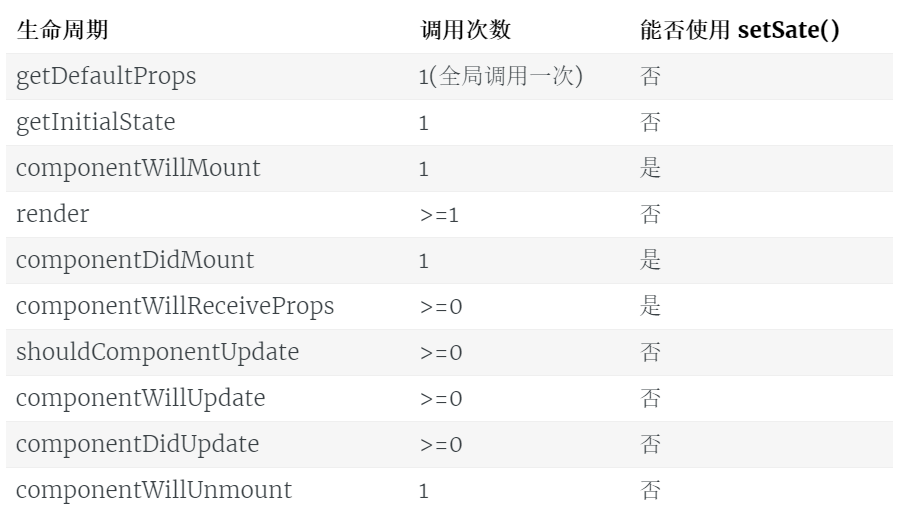 生命周期 调用次数 能否使用 setSate()
getDefaultProps 1(全局调用一次) 否
getInitialState 1 否
componentWillMount 1 是
render >=1 否
componentDidMount 1 是
componentWillReceiveProps >=0 是
shouldComponentUpdate >=0 否
componentWillUpdate >=0 否
componentDidUpdate >=0 否
componentWillUnmount 1 否